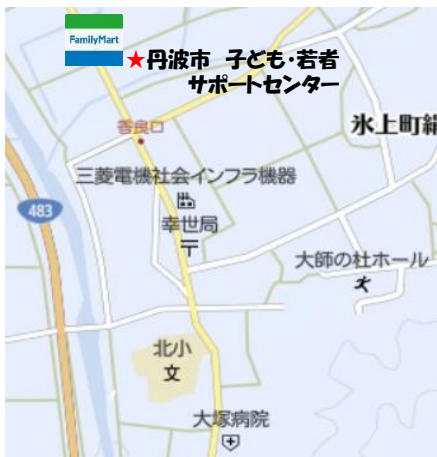 FamilyMart
★丹波市 子ども・若者
サポートセンター
香良口
氷上町絹
三菱電機社会インフラ機器
483
幸世局
大師の杜ホール
北小
文
大塚病院